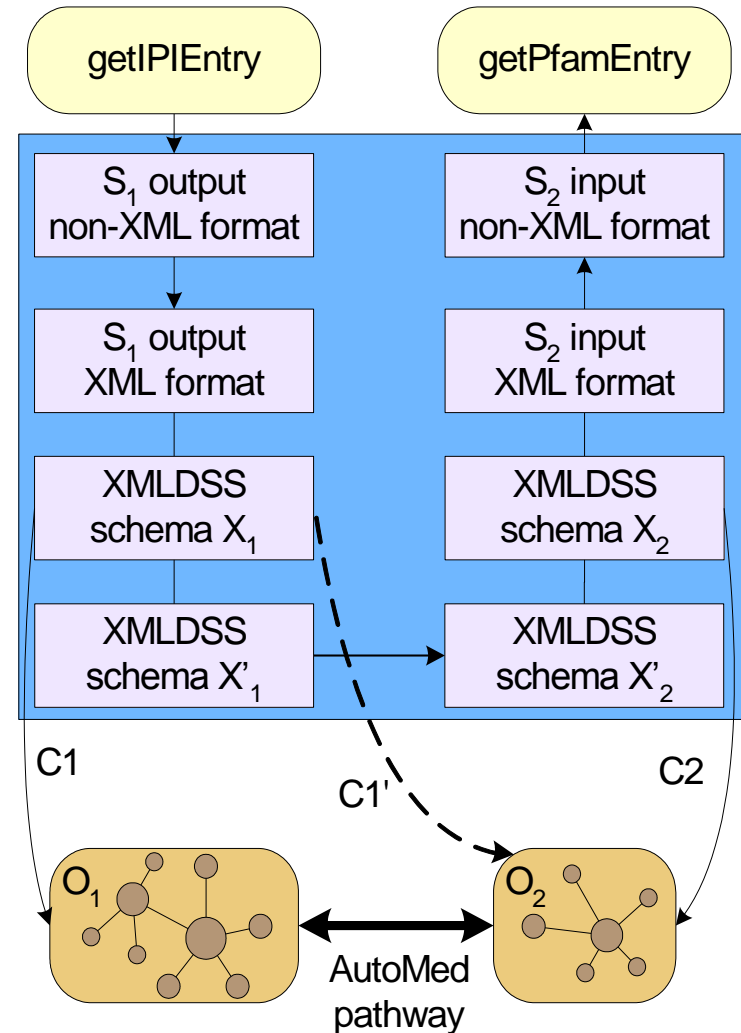 getIPIEntry
getPfamEntry
S₁ output
non-XML format
S₂ input
non-XML format
S₁ output
XML format
S₂ input
XML format
XMLDSS
schema X₁
XMLDSS
schema X₂
XMLDSS
schema X'₁
XMLDSS
schema X'₂
C1
C1'
C2
O₁
O₂
AutoMed
pathway